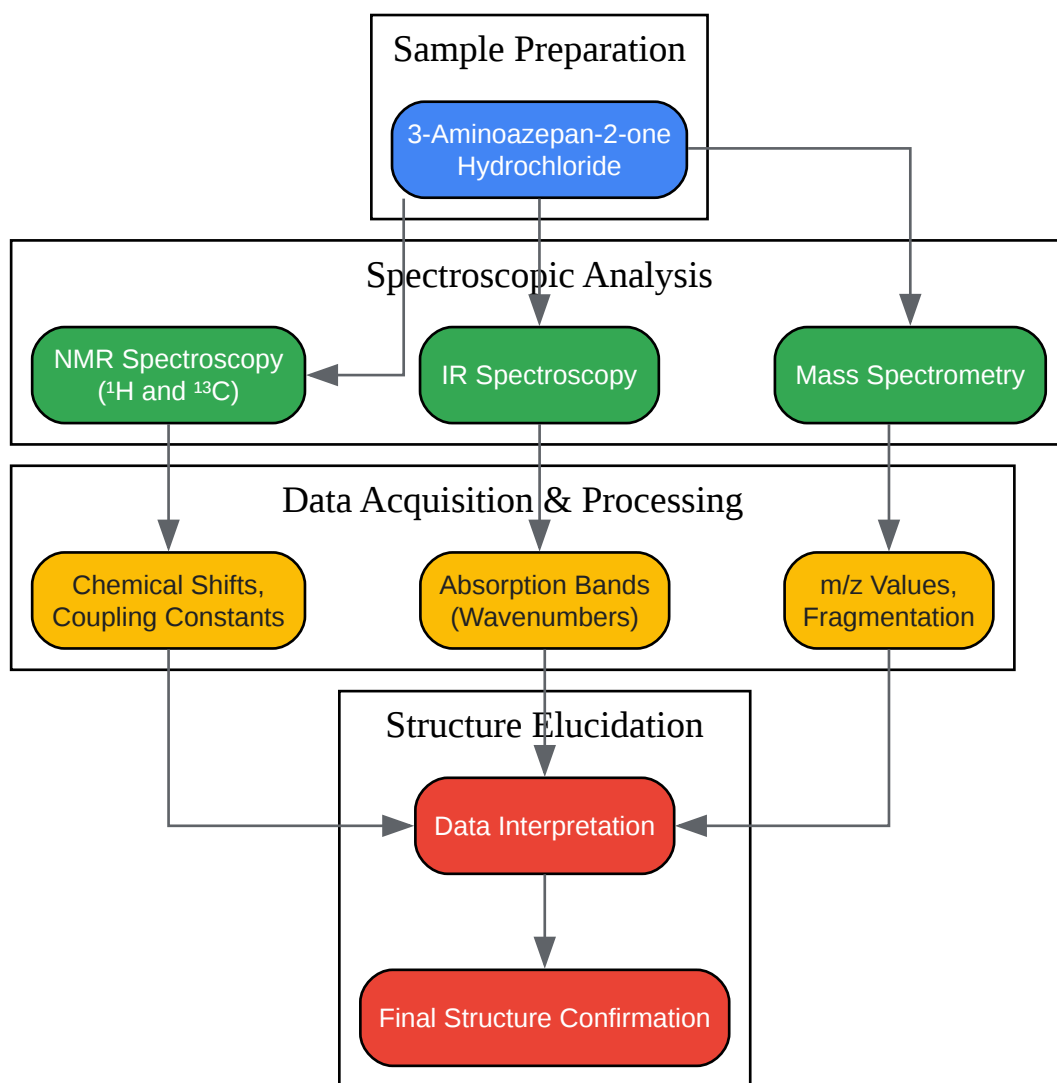 Sample Preparation
3-Aminoazepan-2-one
Hydrochloride
Spectroscopic Analysis
NMR Spectroscopy
(¹H and ¹³C)
IR Spectroscopy
Mass Spectrometry
Data Acquisition & Processing
Chemical Shifts,
Coupling Constants
Absorption Bands
(Wavenumbers)
m/z Values,
Fragmentation
Structure Elucidation
Data Interpretation
Final Structure Confirmation